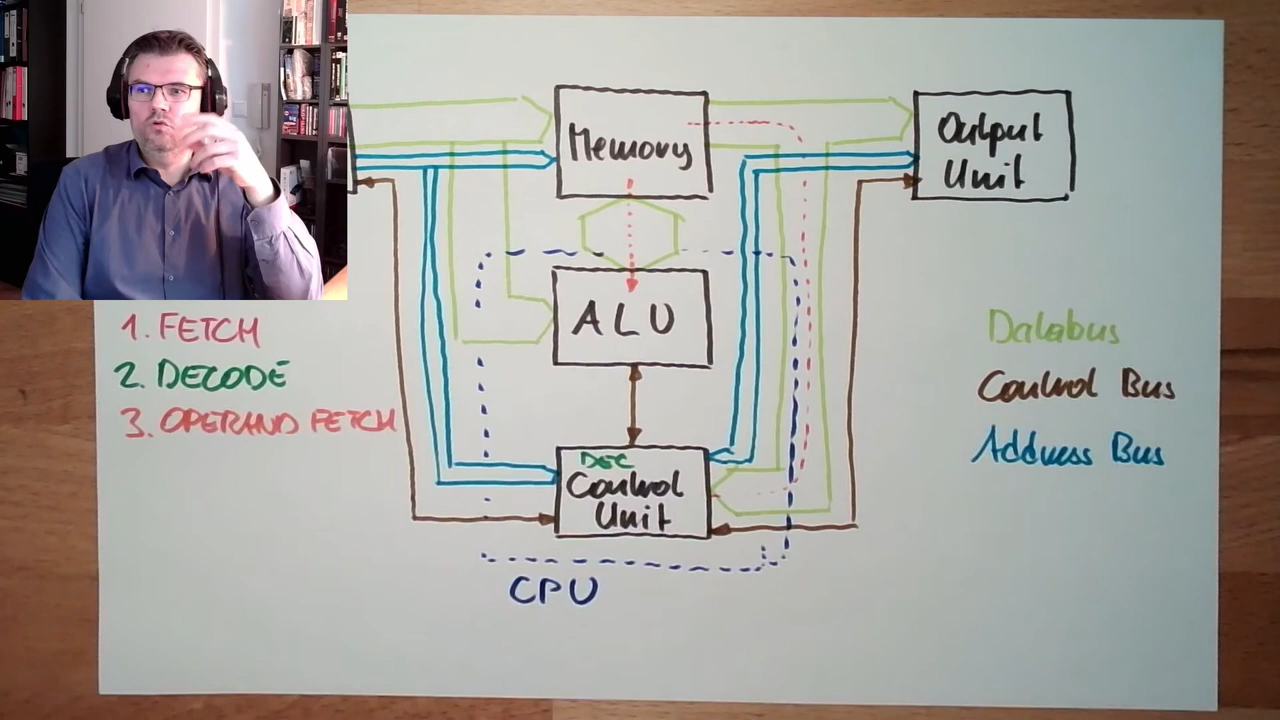 Memory
Output
Unit
ALU
1. FETCH
2. DECODE
3. OPERAND FETCH
Databus
Control Bus
Address Bus
DEC
Control
Unit
CPU